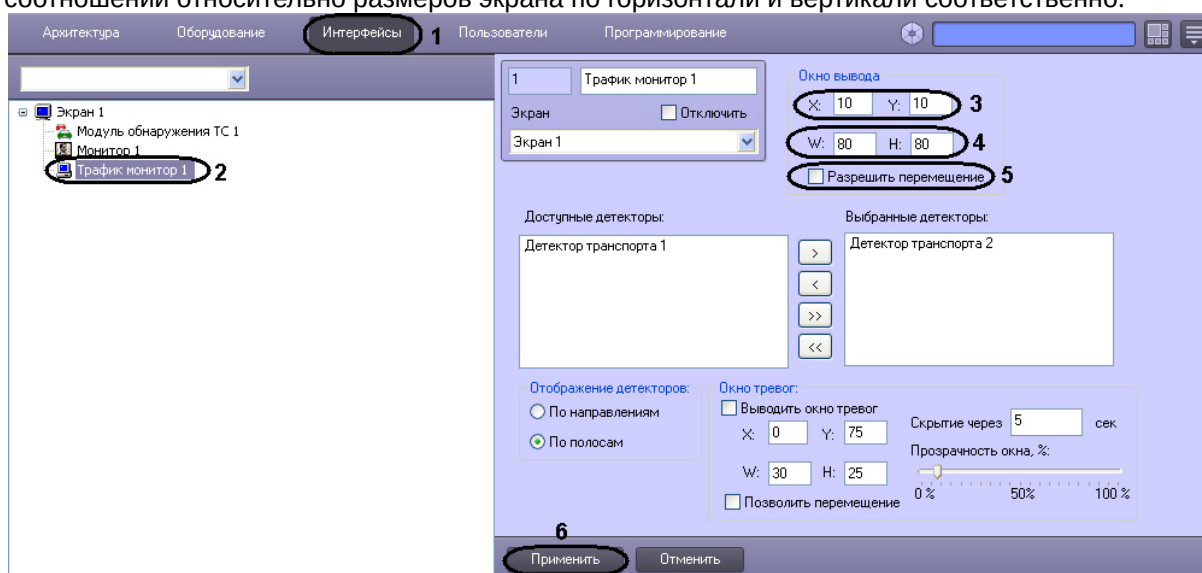 соотношении относительно размеров экрана по горизонтали и вертикали соответственно.
Архитектура Оборудование Интерфейсы 1 Пользователи Программирование
Экран 1
Модуль обнаружения ТС 1
Монитор 1
Трафик монитор 1 2
1 Трафик монитор 1
Экран Отключить
Экран 1
Окно вывода
X: 10 Y: 10 3
W: 80 H: 80 4
Разрешить перемещение 5
Доступные детекторы:
Детектор транспорта 1
>
<
>>
<<
Выбранные детекторы:
Детектор транспорта 2
Отображение детекторов:
По направлениям
По полосам
Окно тревог:
Выводить окно тревог
X: 0 Y: 75
W: 30 H: 25
Позволить перемещение
Скрытие через 5 сек
Прозрачность окна, %:
0 % 50% 100 %
6
Применить Отменить